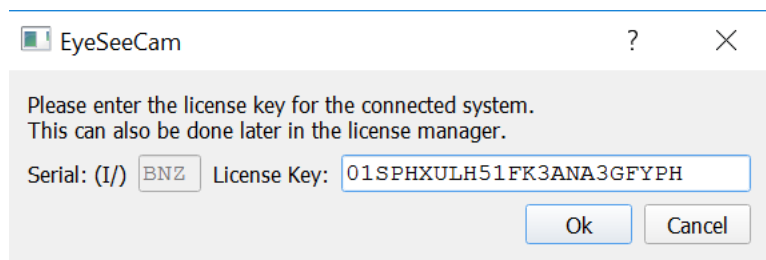 EyeSeeCam ?
Please enter the license key for the connected system.
This can also be done later in the license manager.
Serial: (I/) BNZ License Key: 01SPHXULH51FK3ANA3GFYPH
Ok Cancel